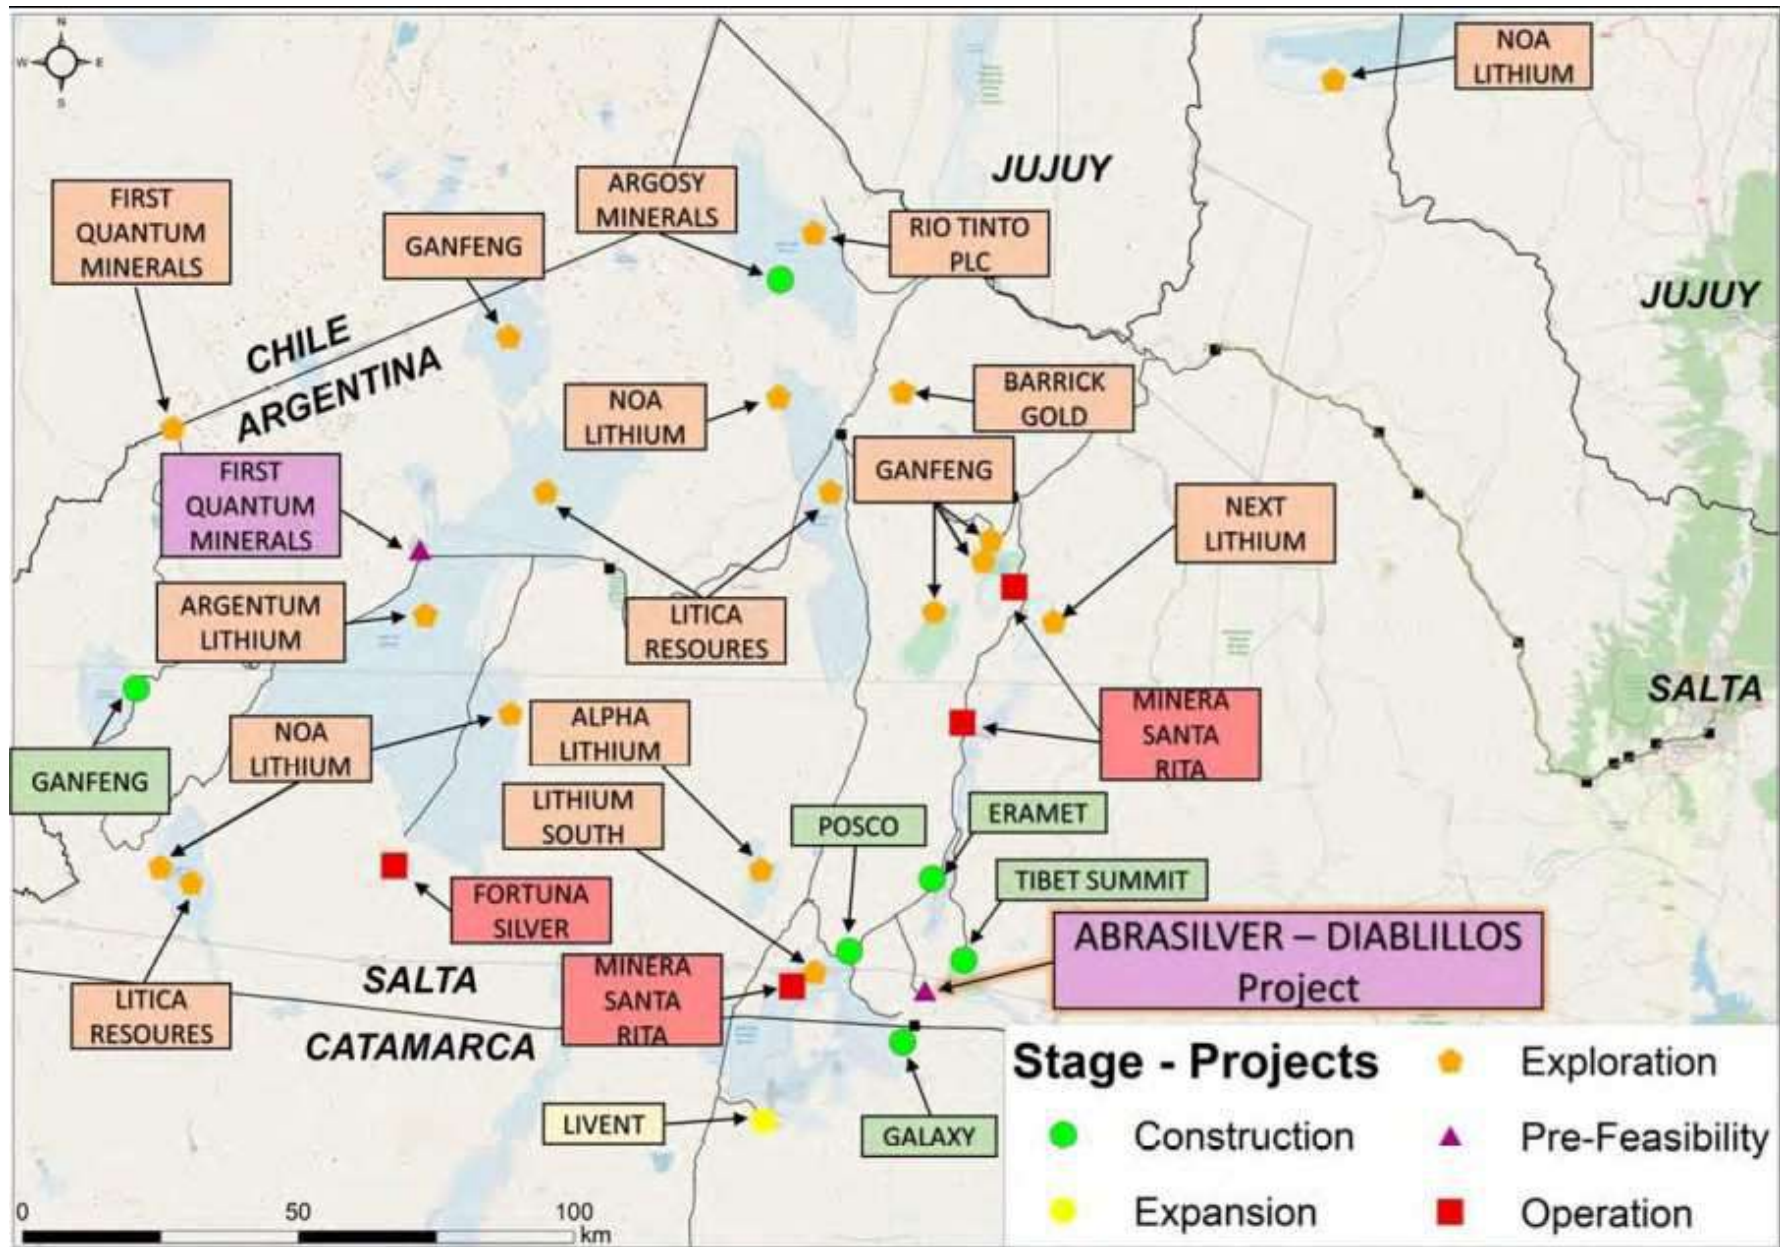 N
W
E
S
NOA
LITHIUM
JUJUY
FIRST
QUANTUM
MINERALS
GANFENG
ARGOSY
MINERALS
RIO TINTO
PLC
JUJUY
CHILE
ARGENTINA
NOA
LITHIUM
BARRICK
GOLD
FIRST
QUANTUM
MINERALS
GANFENG
NEXT
LITHIUM
ARGENTUM
LITHIUM
LITICA
RESOURES
SALTA
GANFENG
NOA
LITHIUM
ALPHA
LITHIUM
MINERA
SANTA
RITA
LITHIUM
SOUTH
POSCO
ERAMET
TIBET SUMMIT
FORTUNA
SILVER
ABRASILVER – DIABLILLOS
Project
SALTA
MINERA
SANTA
RITA
LITICA
RESOURES
CATAMARCA
LIVENT
GALAXY
Stage - Projects
Exploration
Construction
Pre-Feasibility
Expansion
Operation
0 50 100
km